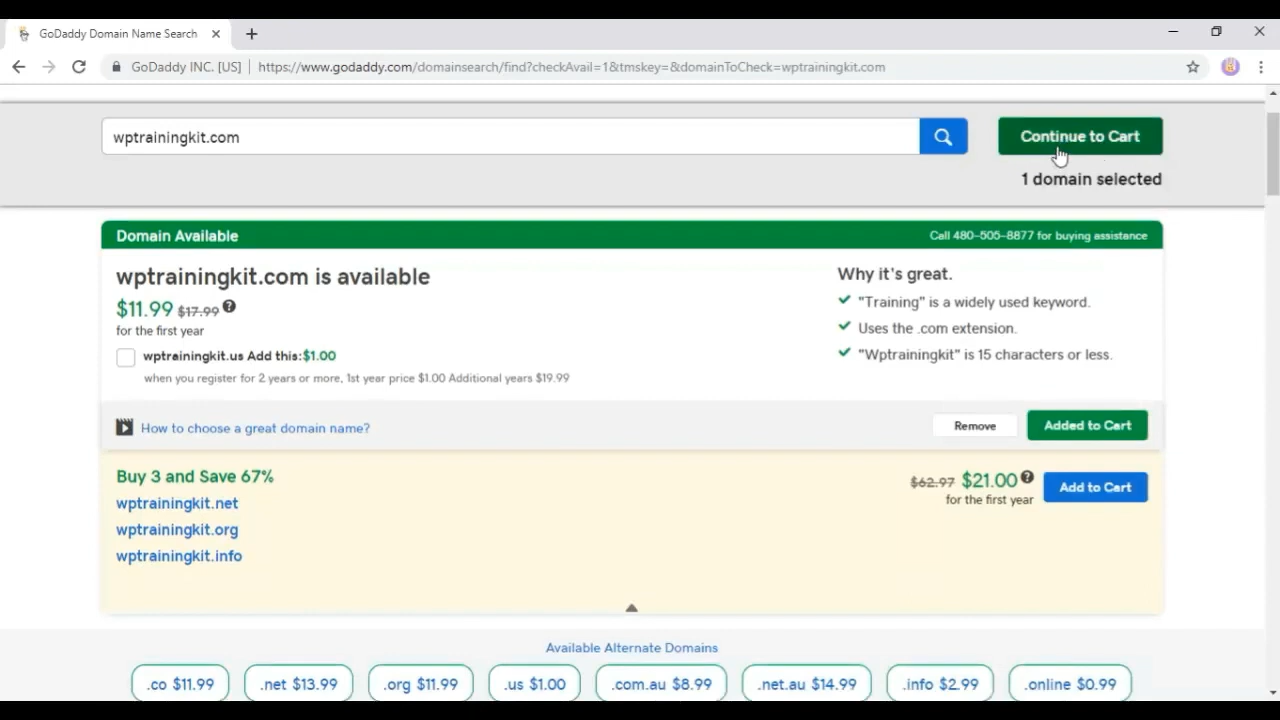 GoDaddy Domain Name Search
GoDaddy INC. [US] | https://www.godaddy.com/domainsearch/find?checkAvail=1&tmskey=&domainToCheck=wptrainingkit.com
wptrainingkit.com
Continue to Cart
1 domain selected
Domain Available
Call 480-505-8877 for buying assistance
wptrainingkit.com is available
$11.99 $17.99 ?
for the first year
wptrainingkit.us Add this:$1.00
when you register for 2 years or more, 1st year price $1.00 Additional years $19.99
Why it's great.
"Training" is a widely used keyword.
Uses the .com extension.
"Wptrainingkit" is 15 characters or less.
How to choose a great domain name?
Remove
Added to Cart
Buy 3 and Save 67%
wptrainingkit.net
wptrainingkit.org
wptrainingkit.info
$62.97 $21.00 ?
for the first year
Add to Cart
Available Alternate Domains
.co $11.99
.net $13.99
.org $11.99
.us $1.00
.com.au $8.99
.net.au $14.99
.info $2.99
.online $0.99